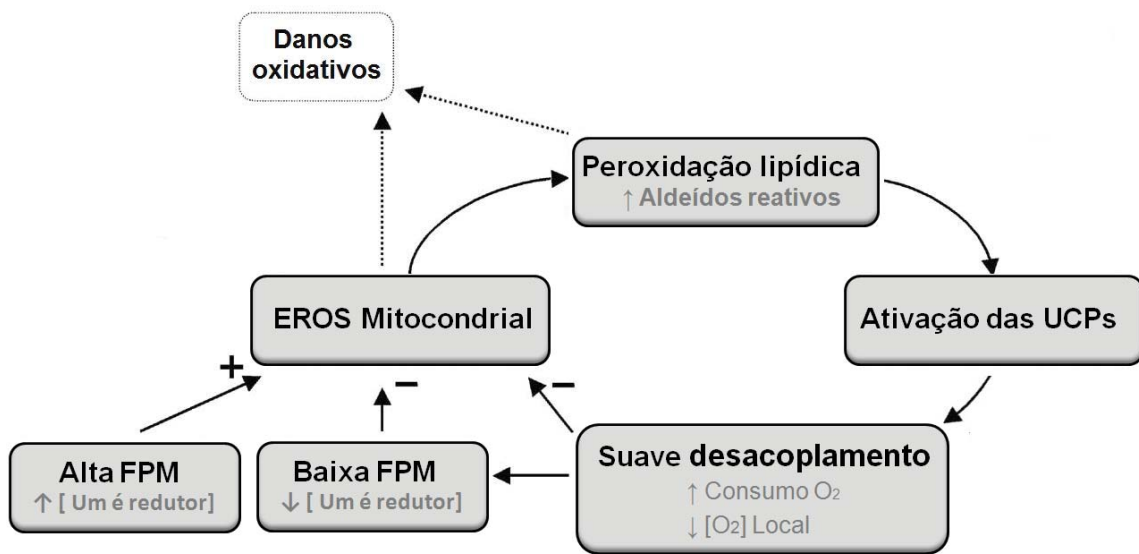 Danos
oxidativos
Peroxidação lipídica
↑ Aldeídos reativos
EROS Mitocondrial
Ativação das UCPs
+
−
−
Alta FPM
↑ [ Um é redutor]
Baixa FPM
↓ [ Um é redutor]
Suave desacoplamento
↑ Consumo O₂
↓ [O₂] Local